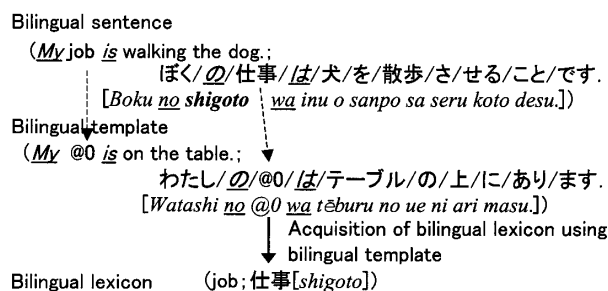 Bilingual sentence
(My job is walking the dog.;
ぼく/の/仕事/は/犬/を/散歩/さ/せる/こと/です.
[Boku no shigoto wa inu o sanpo sa seru koto desu.])
Bilingual template
(My @0 is on the table.;
わたし/の/@0/は/テーブル/の/上/に/あり/ます.
[Watashi no @0 wa tēburu no ue ni ari masu.])
Acquisition of bilingual lexicon using
bilingual template
Bilingual lexicon (job;仕事[shigoto])